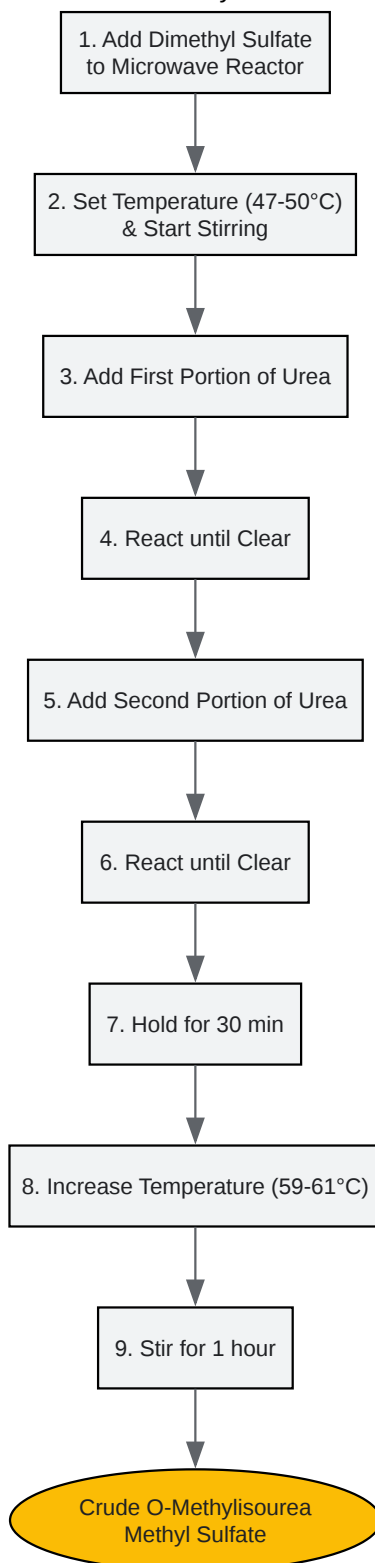 1. Add Dimethyl Sulfate
to Microwave Reactor
2. Set Temperature (47-50°C)
& Start Stirring
3. Add First Portion of Urea
4. React until Clear
5. Add Second Portion of Urea
6. React until Clear
7. Hold for 30 min
8. Increase Temperature (59-61°C)
9. Stir for 1 hour
Crude O-Methylisourea
Methyl Sulfate